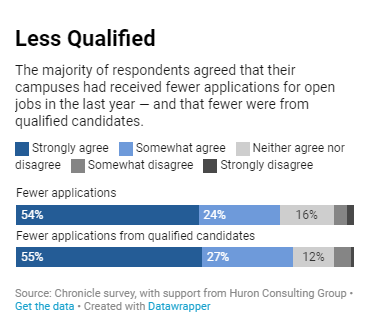 Less Qualified
The majority of respondents agreed that their
campuses had received fewer applications for open
jobs in the last year — and that fewer were from
qualified candidates.
Strongly agree Somewhat agree Neither agree nor
disagree Somewhat disagree Strongly disagree
Fewer applications
54% 24% 16%
Fewer applications from qualified candidates
55% 27% 12%
Source: Chronicle survey, with support from Huron Consulting Group •
Get the data • Created with Datawrapper